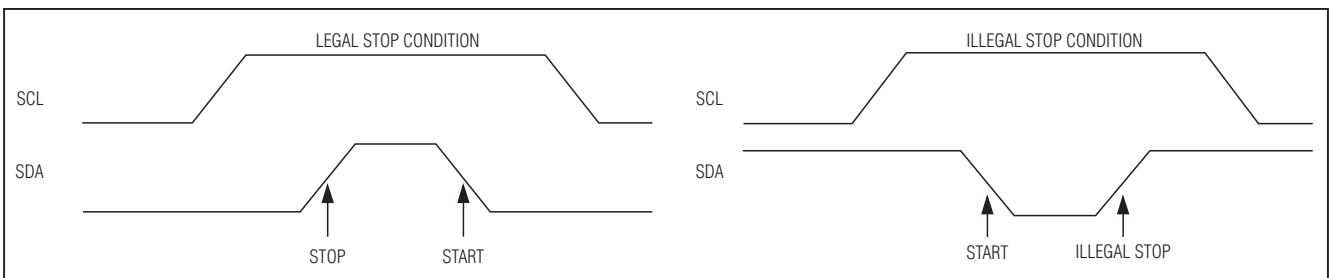 LEGAL STOP CONDITION
SCL
SDA
STOP
START
ILLEGAL STOP CONDITION
SCL
SDA
START
ILLEGAL STOP